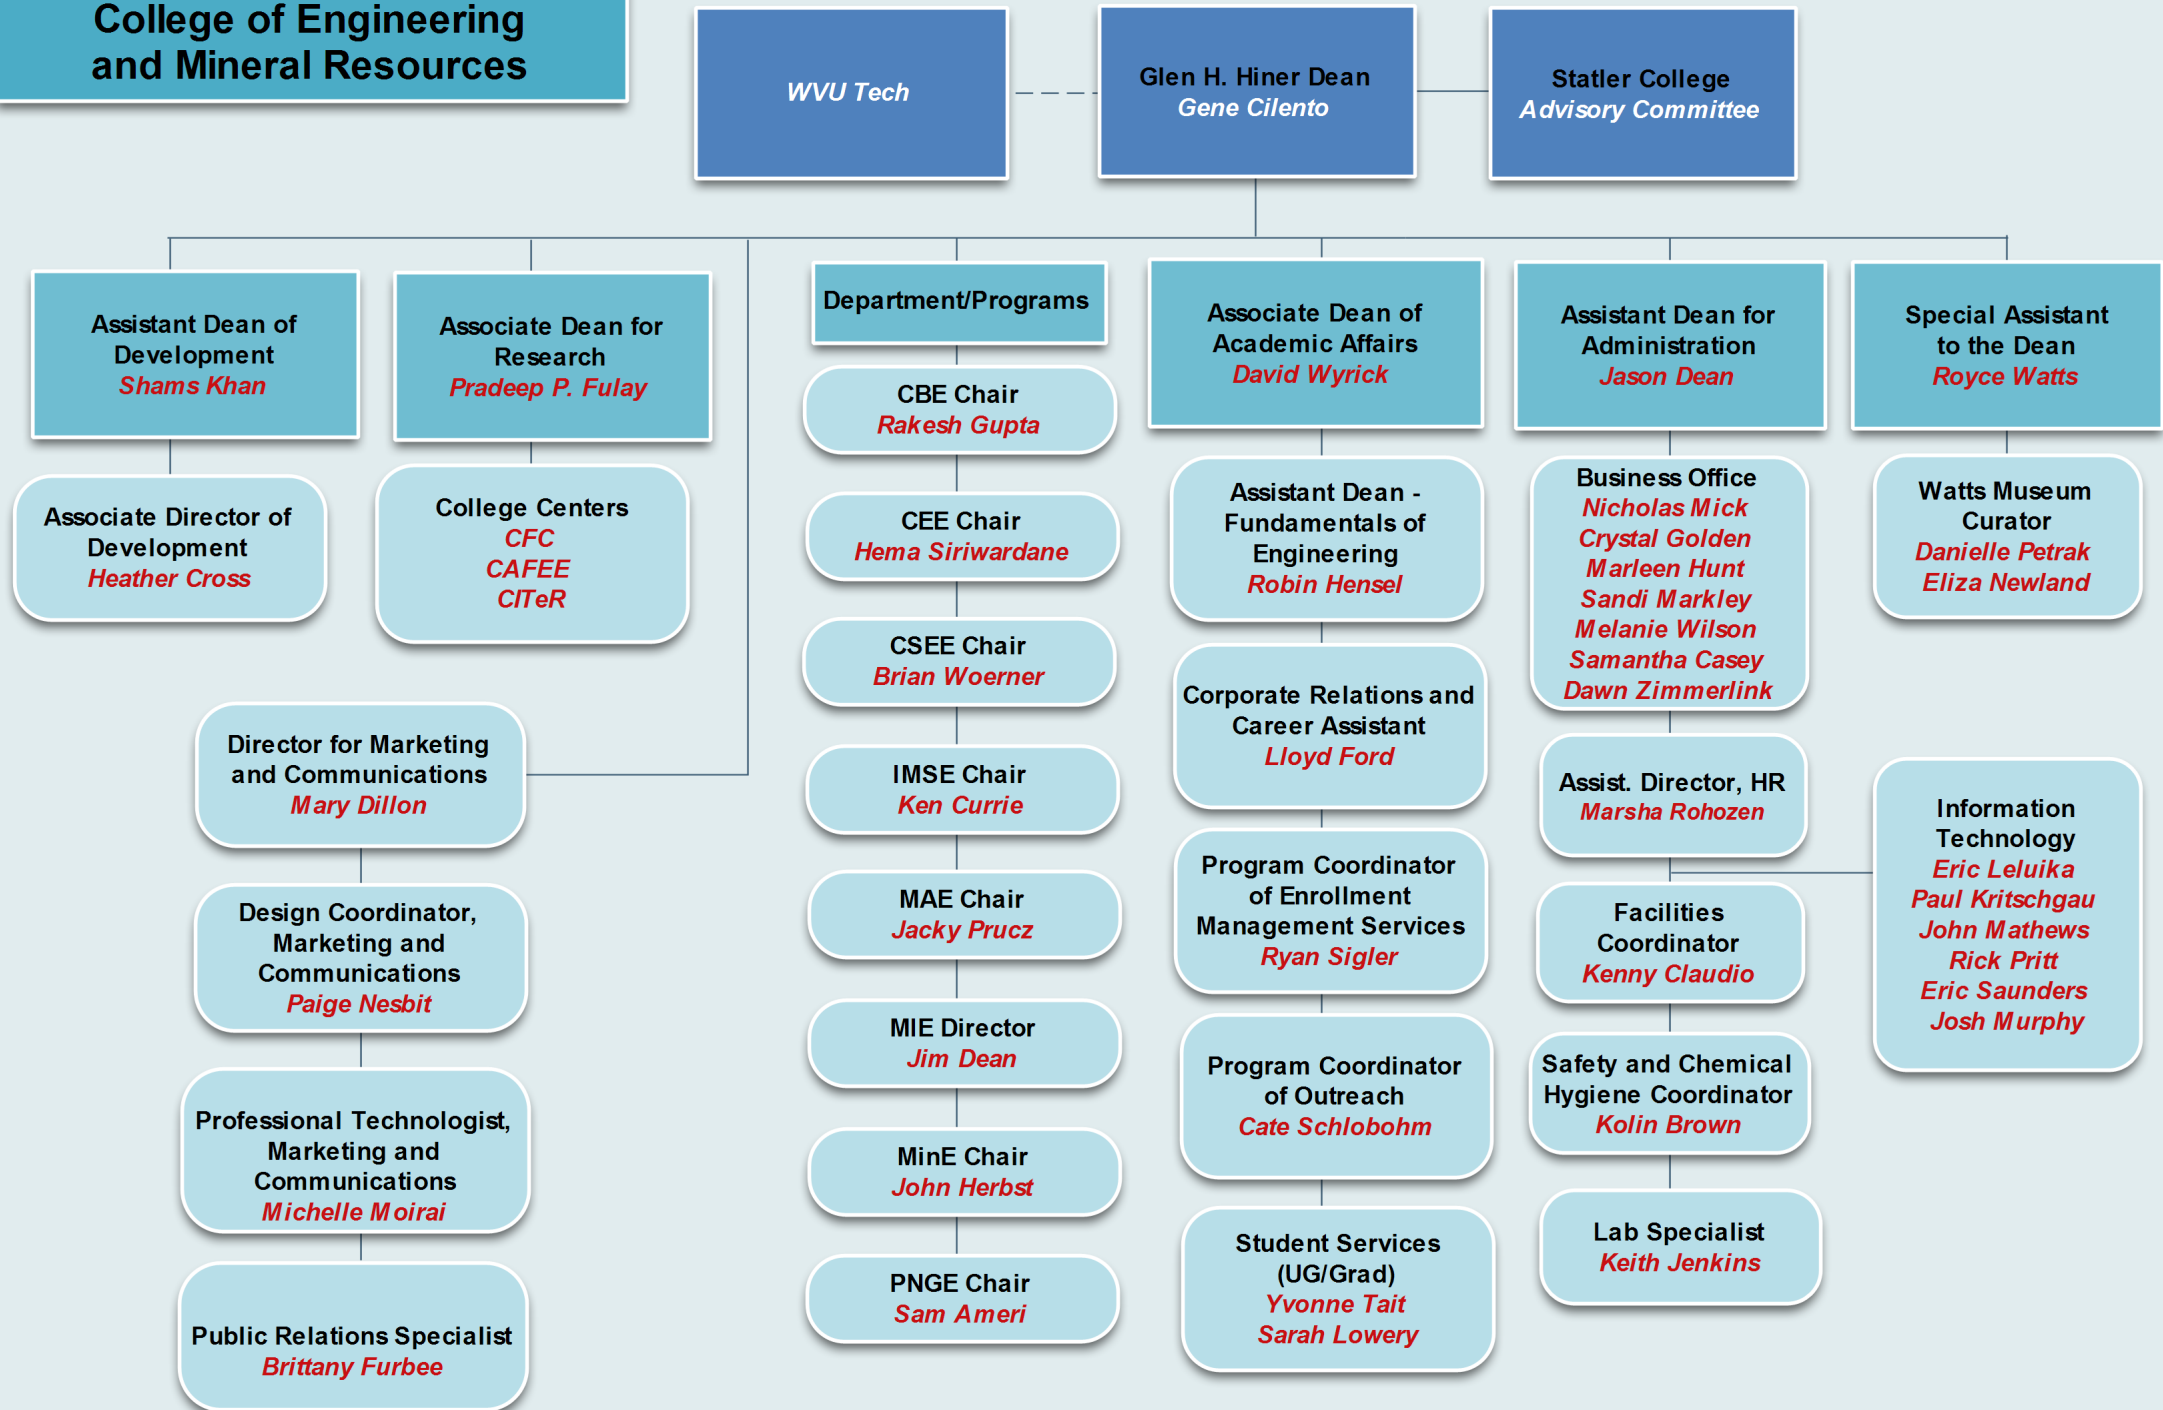 College of Engineering
and Mineral Resources
WVU Tech
Glen H. Hiner Dean
Gene Cilento
Statler College
Advisory Committee
Assistant Dean of
Development
Shams Khan
Associate Director of
Development
Heather Cross
Associate Dean for
Research
Pradeep P. Fulay
College Centers
CFC
CAFEE
CITeR
Director for Marketing
and Communications
Mary Dillon
Design Coordinator,
Marketing and
Communications
Paige Nesbit
Professional Technologist,
Marketing and
Communications
Michelle Moirai
Public Relations Specialist
Brittany Furbee
Department/Programs
CBE Chair
Rakesh Gupta
CEE Chair
Hema Siriwardane
CSEE Chair
Brian Woerner
IMSE Chair
Ken Currie
MAE Chair
Jacky Prucz
MIE Director
Jim Dean
MinE Chair
John Herbst
PNGE Chair
Sam Ameri
Associate Dean of
Academic Affairs
David Wyrick
Assistant Dean -
Fundamentals of
Engineering
Robin Hensel
Corporate Relations and
Career Assistant
Lloyd Ford
Program Coordinator
of Enrollment
Management Services
Ryan Sigler
Program Coordinator
of Outreach
Cate Schlobohm
Student Services
(UG/Grad)
Yvonne Tait
Sarah Lowery
Assistant Dean for
Administration
Jason Dean
Business Office
Nicholas Mick
Crystal Golden
Marleen Hunt
Sandi Markley
Melanie Wilson
Samantha Casey
Dawn Zimmerlink
Assist. Director, HR
Marsha Rohozen
Facilities
Coordinator
Kenny Claudio
Safety and Chemical
Hygiene Coordinator
Kolin Brown
Lab Specialist
Keith Jenkins
Special Assistant
to the Dean
Royce Watts
Watts Museum
Curator
Danielle Petrak
Eliza Newland
Information
Technology
Eric Leluika
Paul Kritschgau
John Mathews
Rick Pritt
Eric Saunders
Josh Murphy